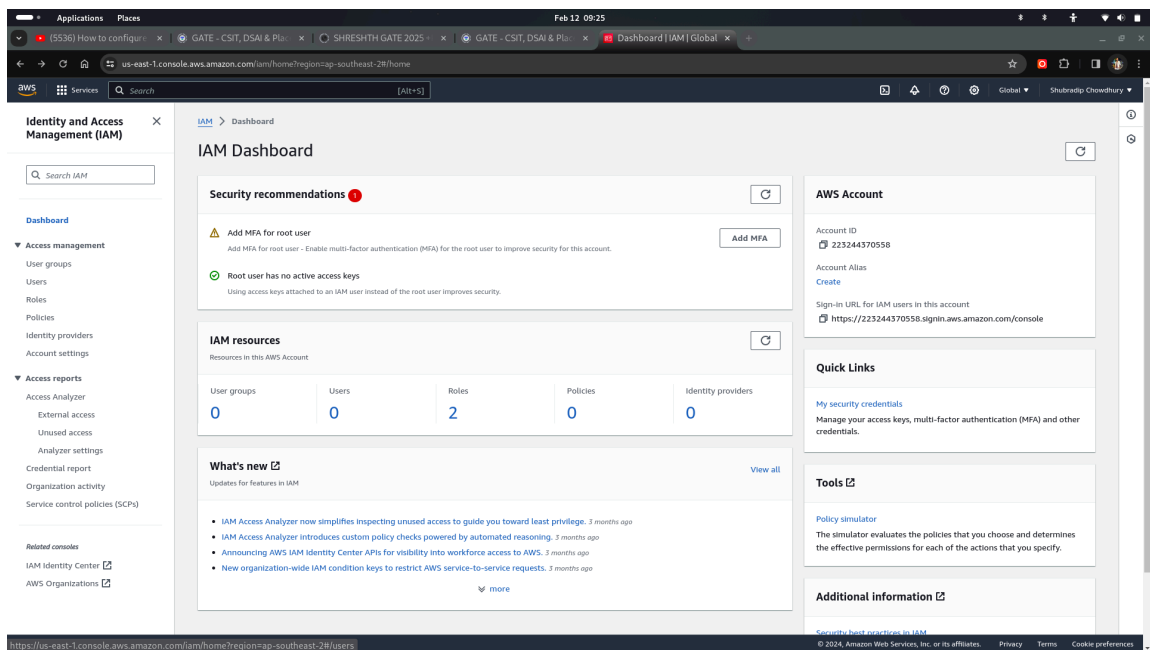 Applications Places
Feb 12 09:25
(5536) How to configure
GATE - CSIT, DSAI & Plac
SHRESHTH GATE 2025
GATE - CSIT, DSAI & Plac
Dashboard | IAM | Global
us-east-1.console.aws.amazon.com/iam/home?region=ap-southeast-2#/home
aws
Services
Search
[Alt+S]
Global
Shubradip Chowdhury
Identity and Access
Management (IAM)
Search IAM
Dashboard
Access management
User groups
Users
Roles
Policies
Identity providers
Account settings
Access reports
Access Analyzer
External access
Unused access
Analyzer settings
Credential report
Organization activity
Service control policies (SCPs)
Related consoles
IAM Identity Center
AWS Organizations
IAM > Dashboard
IAM Dashboard
Security recommendations 1
Add MFA for root user
Add MFA for root user - Enable multi-factor authentication (MFA) for the root user to improve security for this account.
Add MFA
Root user has no active access keys
Using access keys attached to an IAM user instead of the root user improves security.
IAM resources
Resources in this AWS Account
User groups Users Roles Policies Identity providers
0 0 2 0 0
What's new
View all
Updates for features in IAM
IAM Access Analyzer now simplifies inspecting unused access to guide you toward least privilege. 3 months ago
IAM Access Analyzer introduces custom policy checks powered by automated reasoning. 3 months ago
Announcing AWS IAM Identity Center APIs for visibility into workforce access to AWS. 3 months ago
New organization-wide IAM condition keys to restrict AWS service-to-service requests. 3 months ago
more
AWS Account
Account ID
223244370558
Account Alias
Create
Sign-in URL for IAM users in this account
https://223244370558.signin.aws.amazon.com/console
Quick Links
My security credentials
Manage your access keys, multi-factor authentication (MFA) and other
credentials.
Tools
Policy simulator
The simulator evaluates the policies that you choose and determines
the effective permissions for each of the actions that you specify.
Additional information
Security best practices in IAM
https://us-east-1.console.aws.amazon.com/iam/home?region=ap-southeast-2#/users
© 2024, Amazon Web Services, Inc. or its affiliates. Privacy Terms Cookie preferences